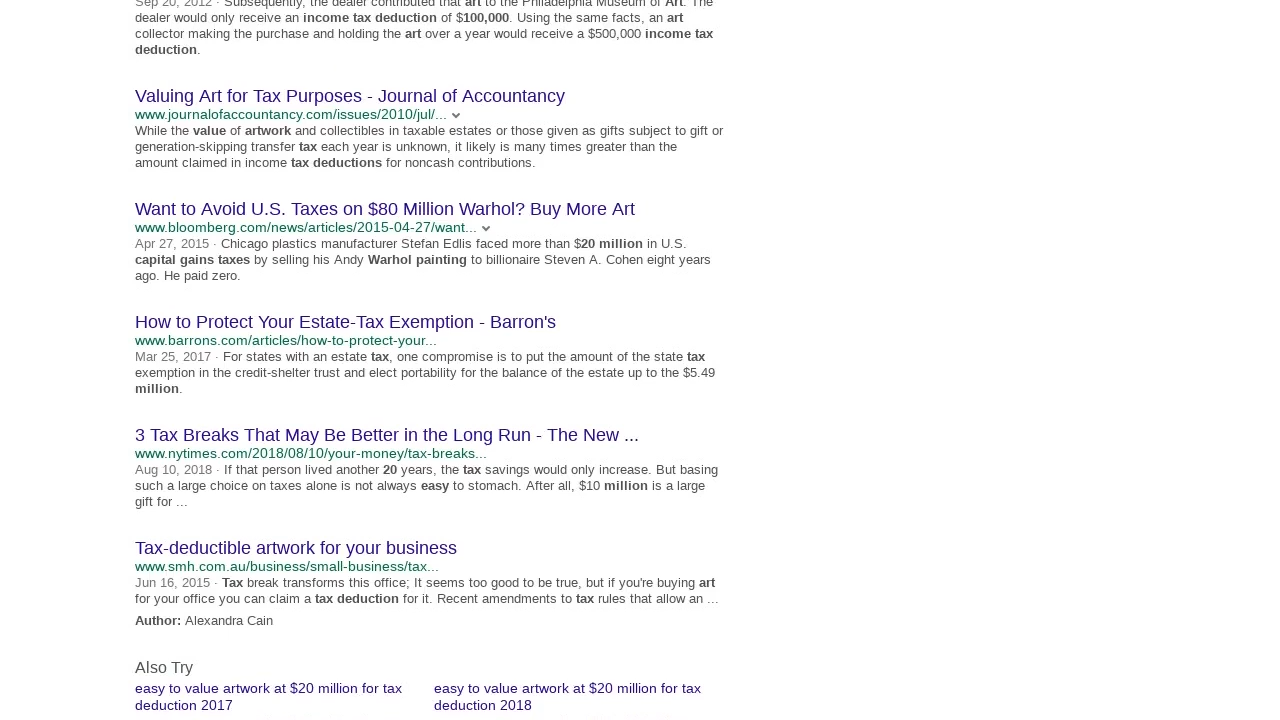 Sep 20, 2012 · Subsequently, the dealer contributed that art to the Philadelphia Museum of Art. The
dealer would only receive an income tax deduction of $100,000. Using the same facts, an art
collector making the purchase and holding the art over a year would receive a $500,000 income tax
deduction.
Valuing Art for Tax Purposes - Journal of Accountancy
www.journalofaccountancy.com/issues/2010/jul/...
While the value of artwork and collectibles in taxable estates or those given as gifts subject to gift or
generation-skipping transfer tax each year is unknown, it likely is many times greater than the
amount claimed in income tax deductions for noncash contributions.
Want to Avoid U.S. Taxes on $80 Million Warhol? Buy More Art
www.bloomberg.com/news/articles/2015-04-27/want...
Apr 27, 2015 · Chicago plastics manufacturer Stefan Edlis faced more than $20 million in U.S.
capital gains taxes by selling his Andy Warhol painting to billionaire Steven A. Cohen eight years
ago. He paid zero.
How to Protect Your Estate-Tax Exemption - Barron's
www.barrons.com/articles/how-to-protect-your...
Mar 25, 2017 · For states with an estate tax, one compromise is to put the amount of the state tax
exemption in the credit-shelter trust and elect portability for the balance of the estate up to the $5.49
million.
3 Tax Breaks That May Be Better in the Long Run - The New ...
www.nytimes.com/2018/08/10/your-money/tax-breaks...
Aug 10, 2018 · If that person lived another 20 years, the tax savings would only increase. But basing
such a large choice on taxes alone is not always easy to stomach. After all, $10 million is a large
gift for ...
Tax-deductible artwork for your business
www.smh.com.au/business/small-business/tax...
Jun 16, 2015 · Tax break transforms this office; It seems too good to be true, but if you're buying art
for your office you can claim a tax deduction for it. Recent amendments to tax rules that allow an ...
Author: Alexandra Cain
Also Try
easy to value artwork at $20 million for tax
deduction 2017
easy to value artwork at $20 million for tax
deduction 2018